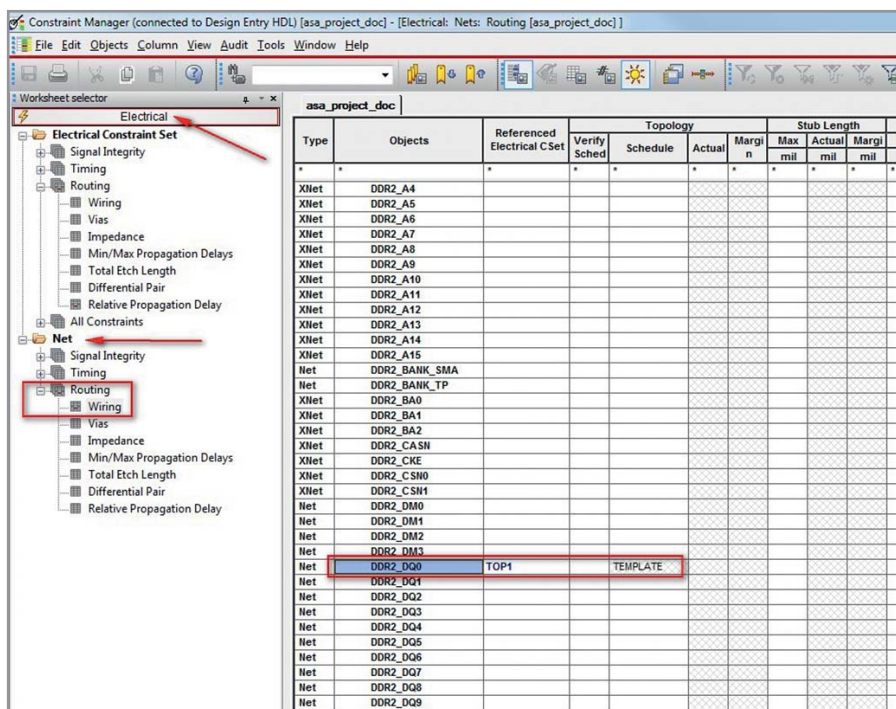 Constraint Manager (connected to Design Entry HDL) [asa_project_doc] - [Electrical: Nets: Routing [asa_project_doc] ]
File Edit Objects Column View Audit Tools Window Help
Worksheet selector
Electrical
Electrical Constraint Set
Signal Integrity
Timing
Routing
Wiring
Vias
Impedance
Min/Max Propagation Delays
Total Etch Length
Differential Pair
Relative Propagation Delay
All Constraints
Net
Signal Integrity
Timing
Routing
Wiring
Vias
Impedance
Min/Max Propagation Delays
Total Etch Length
Differential Pair
Relative Propagation Delay
asa_project_doc
Type Objects Referenced Electrical CSet Topology Stub Length
Verify Sched Schedule Actual Margi n Max Actual Margi
mil mil mil
* * * * * * * * * *
XNet DDR2_A4
XNet DDR2_A5
XNet DDR2_A6
XNet DDR2_A7
XNet DDR2_A8
XNet DDR2_A9
XNet DDR2_A10
XNet DDR2_A11
XNet DDR2_A12
XNet DDR2_A13
XNet DDR2_A14
XNet DDR2_A15
Net DDR2_BANK_SMA
Net DDR2_BANK_TP
XNet DDR2_BA0
XNet DDR2_BA1
XNet DDR2_BA2
XNet DDR2_CASN
XNet DDR2_CKE
XNet DDR2_CSN0
XNet DDR2_CSN1
Net DDR2_DM0
Net DDR2_DM1
Net DDR2_DM2
Net DDR2_DM3
Net DDR2_DQ0 TOP1 TEMPLATE
Net DDR2_DQ1
Net DDR2_DQ2
Net DDR2_DQ3
Net DDR2_DQ4
Net DDR2_DQ5
Net DDR2_DQ6
Net DDR2_DQ7
Net DDR2_DQ8
Net DDR2_DQ9